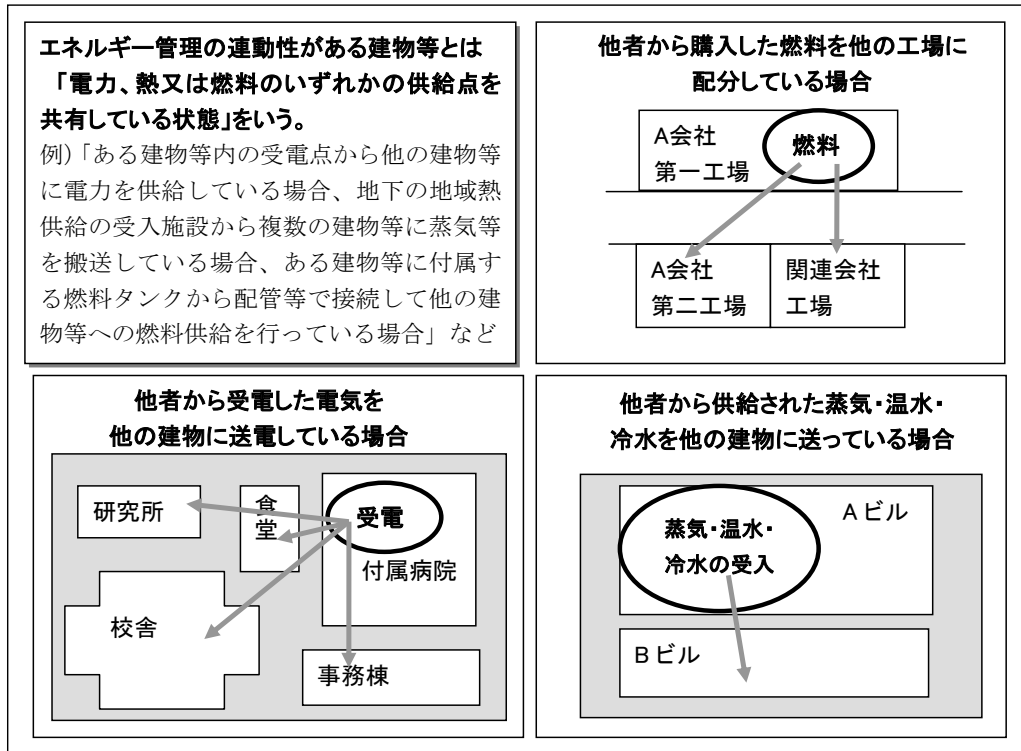 エネルギー管理の連動性がある建物等とは
「電力、熱又は燃料のいずれかの供給点を
共有している状態」をいう。
例)「ある建物等内の受電点から他の建物等
に電力を供給している場合、地下の地域熱
供給の受入施設から複数の建物等に蒸気等
を搬送している場合、ある建物等に付属す
る燃料タンクから配管等で接続して他の建
物等への燃料供給を行っている場合」など
他者から購入した燃料を他の工場に
配分している場合
A会社
第一工場
燃料
A会社
第二工場
関連会社
工場
他者から受電した電気を
他の建物に送電している場合
研究所
食
堂
受電
付属病院
校舎
事務棟
他者から供給された蒸気・温水・
冷水を他の建物に送っている場合
蒸気・温水・
冷水の受入
Aビル
Bビル